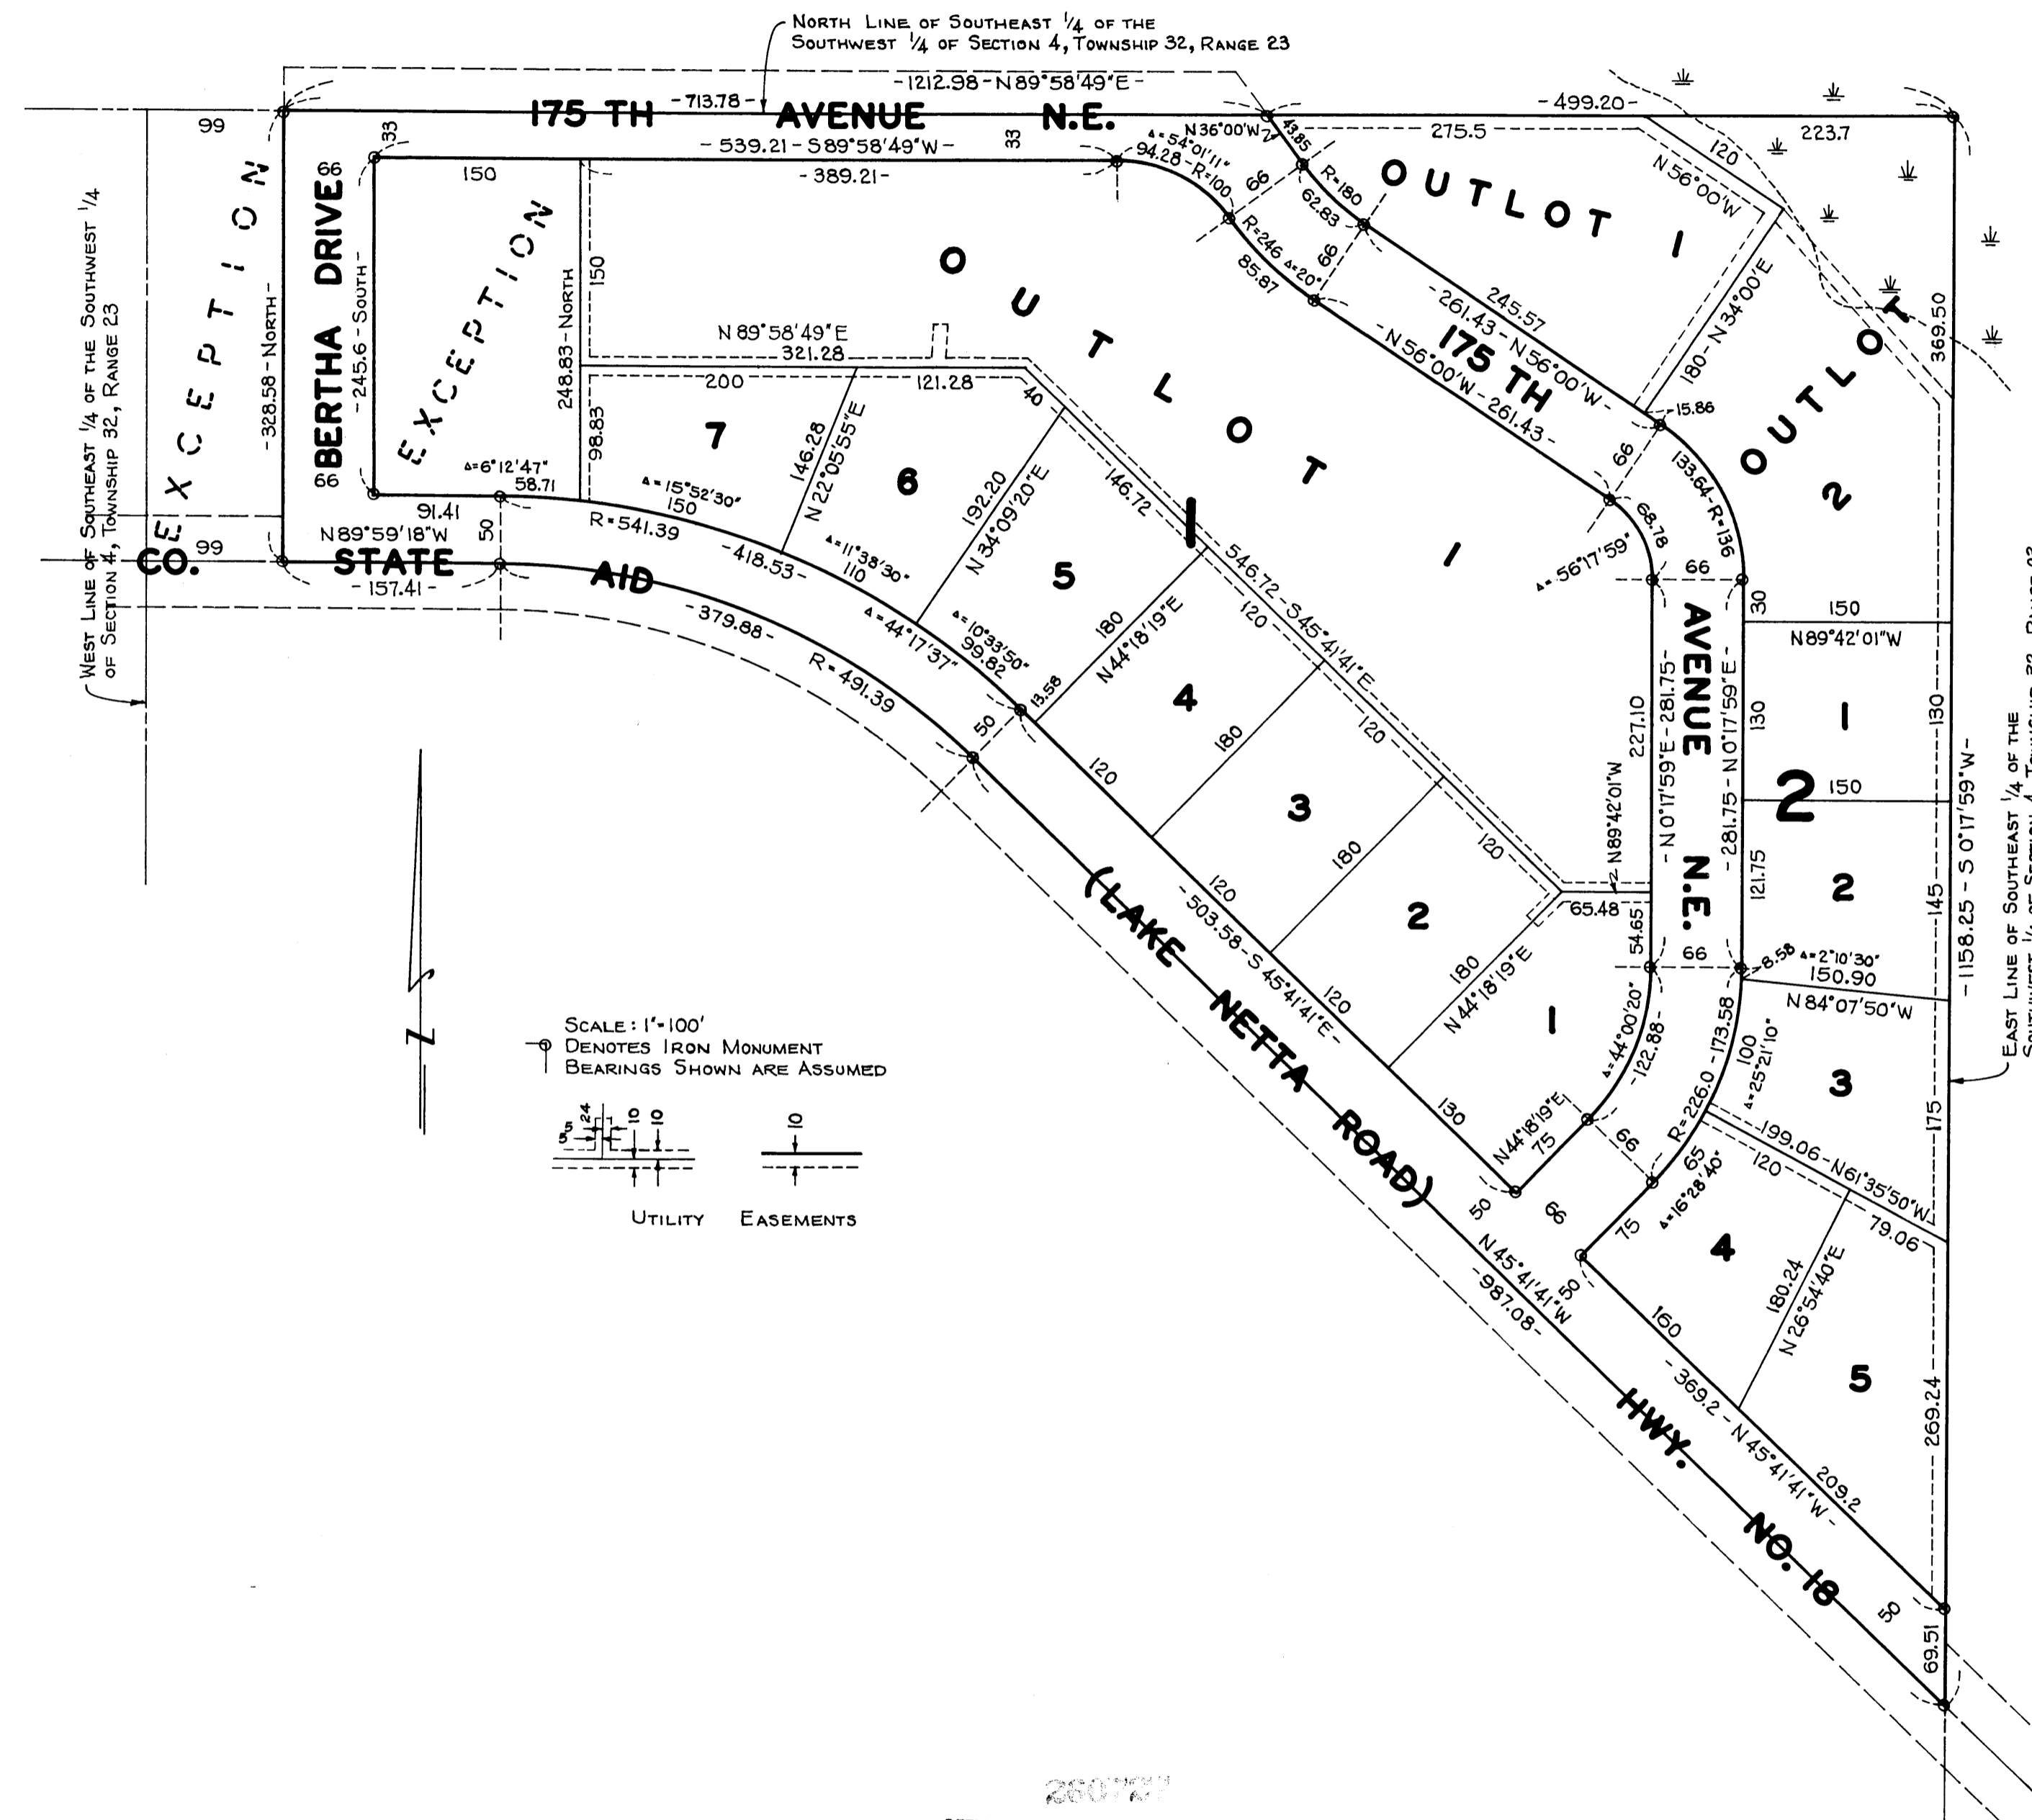 NORTH LINE OF SOUTHEAST 1/4 OF THE
SOUTHWEST 1/4 OF SECTION 4, TOWNSHIP 32, RANGE 23
-1212.98-N89°58'49"E-
99
-713.78-
175 TH AVENUE N.E.
-499.20-
33
-539.21-S89°58'49"W-
33
N36°00'W
43.85
275.5
223.7
66
150
-389.21-
Δ=54°01'11"
94.28-R=100
66
R=180
62.83
OUTLOT 1
120
N56°00'W
EXCEPTION
BERTHA DRIVE
EXCEPTION
WEST LINE OF SOUTHEAST 1/4 OF THE SOUTHWEST 1/4
OF SECTION 4, TOWNSHIP 32, RANGE 23
-328.58-NORTH-
-245.6-SOUTH-
248.83-NORTH
150
R=246 Δ=20°
85.87
66
245.57
-261.43-N56°00'W-
175 TH
-N56°00'W-261.43-
180-N34°00'E
OUTLOT 2
369.50
N89°58'49"E
321.28
OUTLOT 1
200
121.28
40
98.83
7
146.28
N22°05'55"E
6
192.20
N34°09'20"E
146.72
1
15.86
66
133.64-R=136
68.78
Δ=56°17'59"
66
Δ=6°12'47"
58.71
66
91.41
N89°59'18"W
50
Δ=15°52'30"
150
R=541.39
-418.53-
Δ=11°38'30"
110
5
99
CO. STATE AID
-157.41-
-379.88-
R=491.39
Δ=44°17'37"
Δ=10°33'50"
99.82
13.58
50
180
N44°18'19"E
546.72-S45°41'41"E
120
30
150
N89°42'01"W
AVENUE N.E.
-N0°17'59"E-281.75-
-281.75-N0°17'59"E-
227.10
130
1
130
4
180
120
120
3
180
120
N89°42'01"W
2
150
-1158.25-S0°17'59"W-
EAST LINE OF SOUTHEAST 1/4 OF THE
121.75
2
145
120
-503.58-S45°41'41"E-
2
65.48
54.65
66
8.58
Δ=2°10'30"
150.90
N84°07'50"W
(LAKE NETTA ROAD)
120
180
N44°18'19"E
1
Δ=44°00'20"
-122.88-
R=226.0-173.58-
100
Δ=25°21'10"
3
175
SCALE: 1"-100'
DENOTES IRON MONUMENT
BEARINGS SHOWN ARE ASSUMED
130
N44°18'19"E
75
66
65
Δ=16°28'40"
199.06-N61°35'50"W
120
79.06
5
5
24
10
10
10
UTILITY EASEMENTS
50
66
75
4
50
180.24
N26°54'40"E
N45°41'41"W
-987.08-
160
-369.2-N45°41'41"W-
5
269.24
209.2
HWY. NO. 18
50
69.51